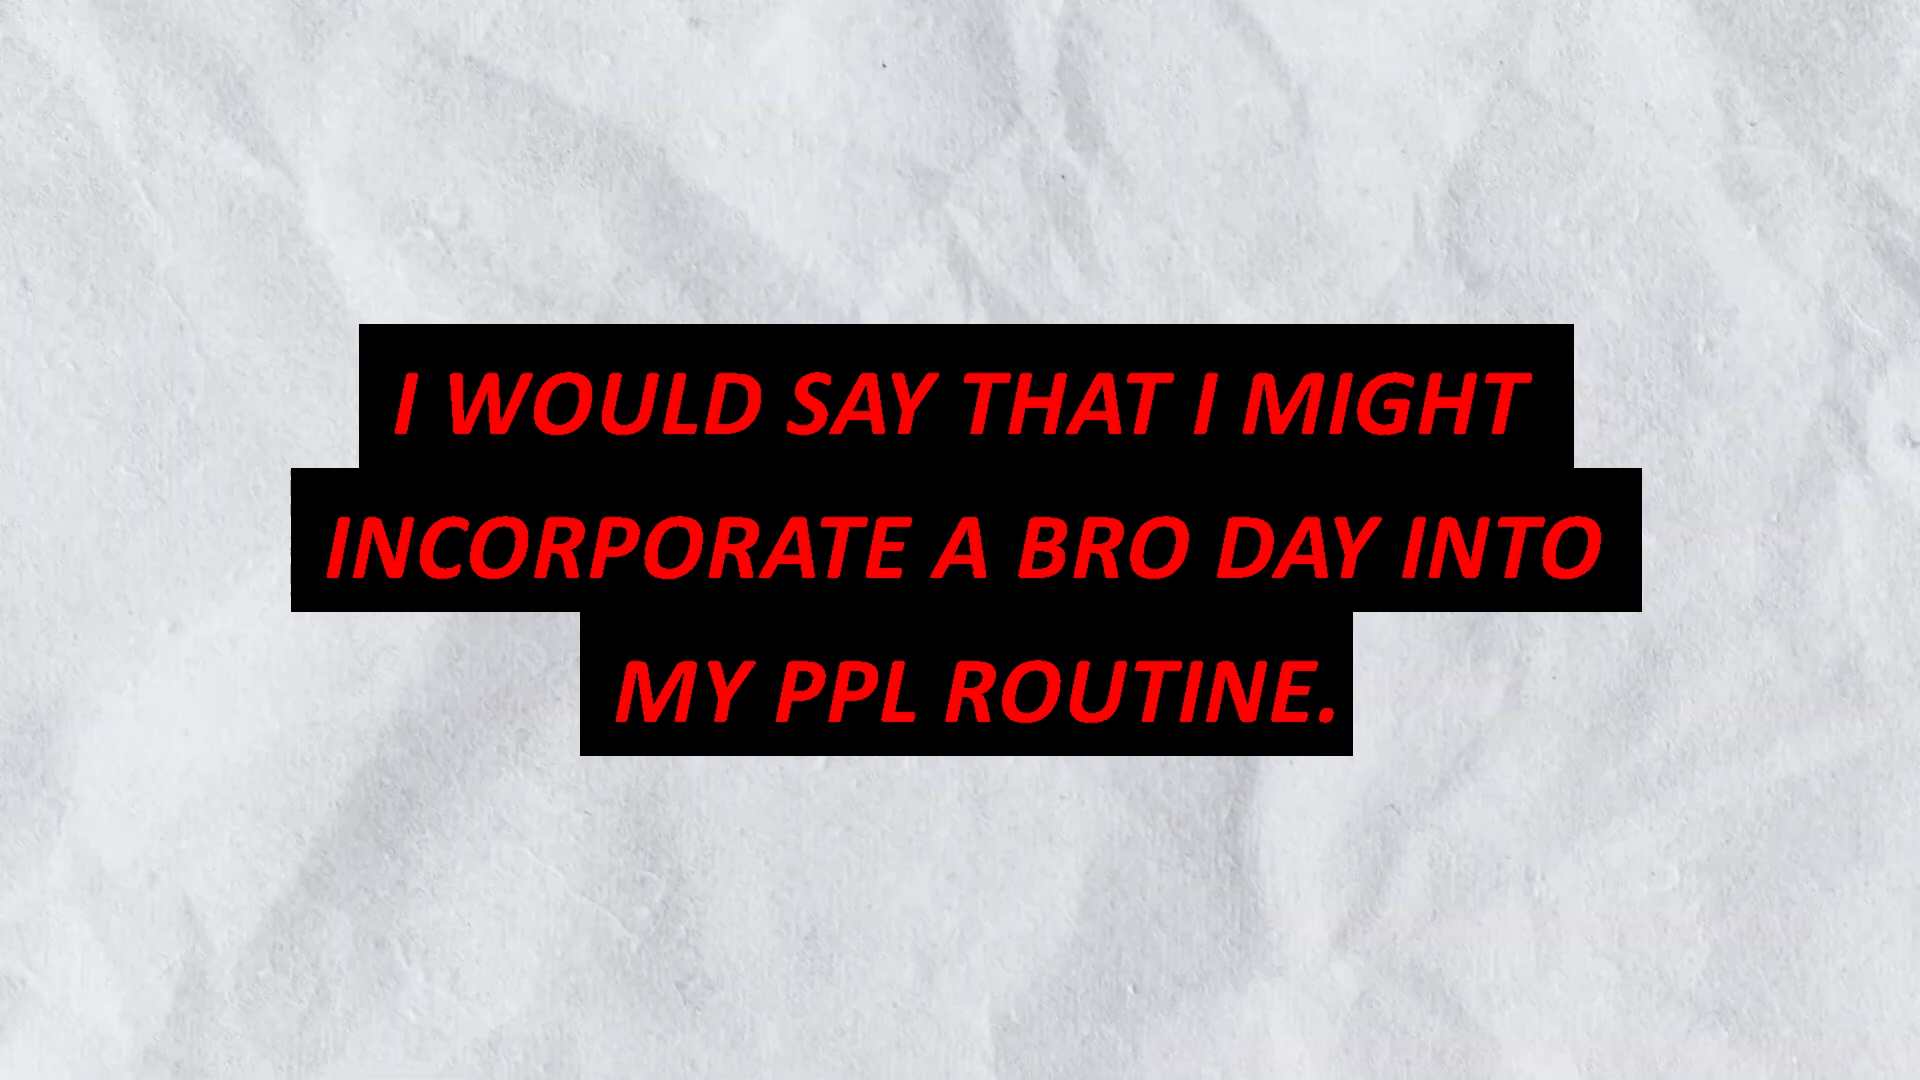 I WOULD SAY THAT I MIGHT
INCORPORATE A BRO DAY INTO
MY PPL ROUTINE.